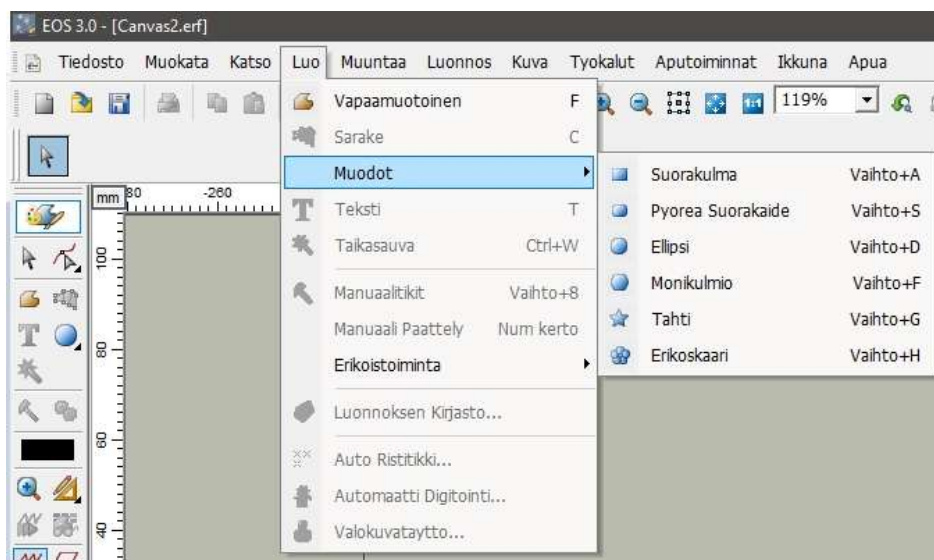 EOS 3.0 - [Canvas2.erf]
Tiedosto Muokata Katso Luo Muuntaa Luonnos Kuva Tyokalut Aputoiminnat Ikkuna Apua
1:1 119%
Vapaamuotoinen F
Sarake C
Muodot
Teksti T
Taikasauva Ctrl+W
Manuaalitikit Vaihto+8
Manuaali Paattely Num kerto
Erikoistoiminta
Luonnoksen Kirjasto...
Auto Ristitikki...
Automaatti Digitointi...
Valokuvataytto...
Suorakulma Vaihto+A
Pyorea Suorakaide Vaihto+S
Ellipsi Vaihto+D
Monikulmio Vaihto+F
Tahti Vaihto+G
Erikoskaari Vaihto+H
mm 80 -260
100
80
60
40